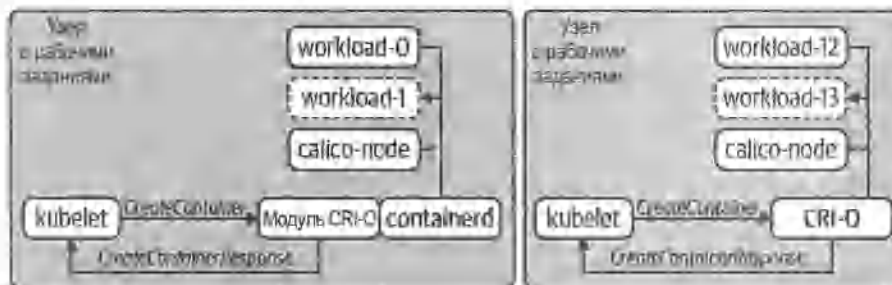 Узел
с рабочими
заданиями
workload-0
workload-1
calico-node
kubelet
CreateContainer
Модуль CRI-O
containerd
CreateContainerResponse
Узел
с рабочими
заданиями
workload-12
workload-13
calico-node
kubelet
CreateContainer
CRI-O
CreateContainerResponse